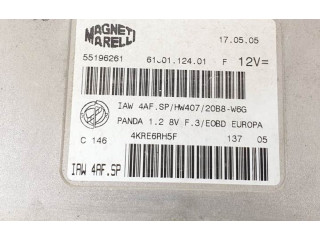 MAGNETI
MARELLI
17.05.05
55196261 61.01.124.01 F 12V=
IAW 4AF.SP/HW407/20B8-W6G
PANDA 1.2 8V F.3/EOBD EUROPA
C 146 4KRE6RH5F 137 05
IAW 4AF.SP